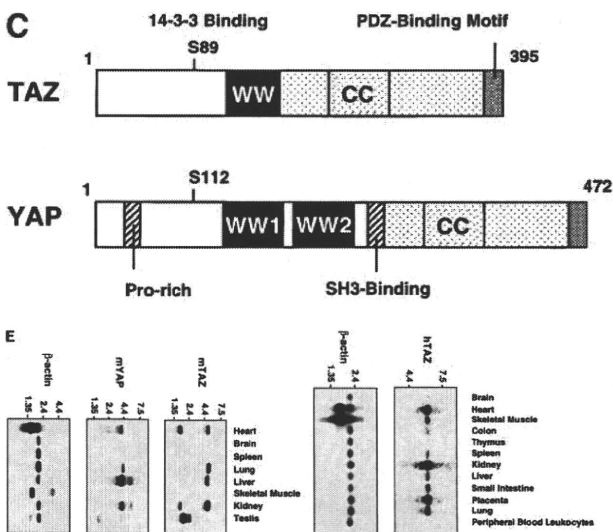 C
14-3-3 Binding
PDZ-Binding Motif
1
S89
395
TAZ
WW
CC
1
S112
472
YAP
WW1
WW2
CC
Pro-rich
SH3-Binding
E
β-actin
mYAP
mTAZ
1.35
2.4
4.4
1.35
2.4
4.4
7.5
1.35
2.4
4.4
7.5
Heart
Brain
Spleen
Lung
Liver
Skeletal Muscle
Kidney
Testis
β-actin
hTAZ
1.35
2.4
4.4
7.5
Brain
Heart
Skeletal Muscle
Colon
Thymus
Spleen
Kidney
Liver
Small Intestine
Placenta
Lung
Peripheral Blood Leukocytes